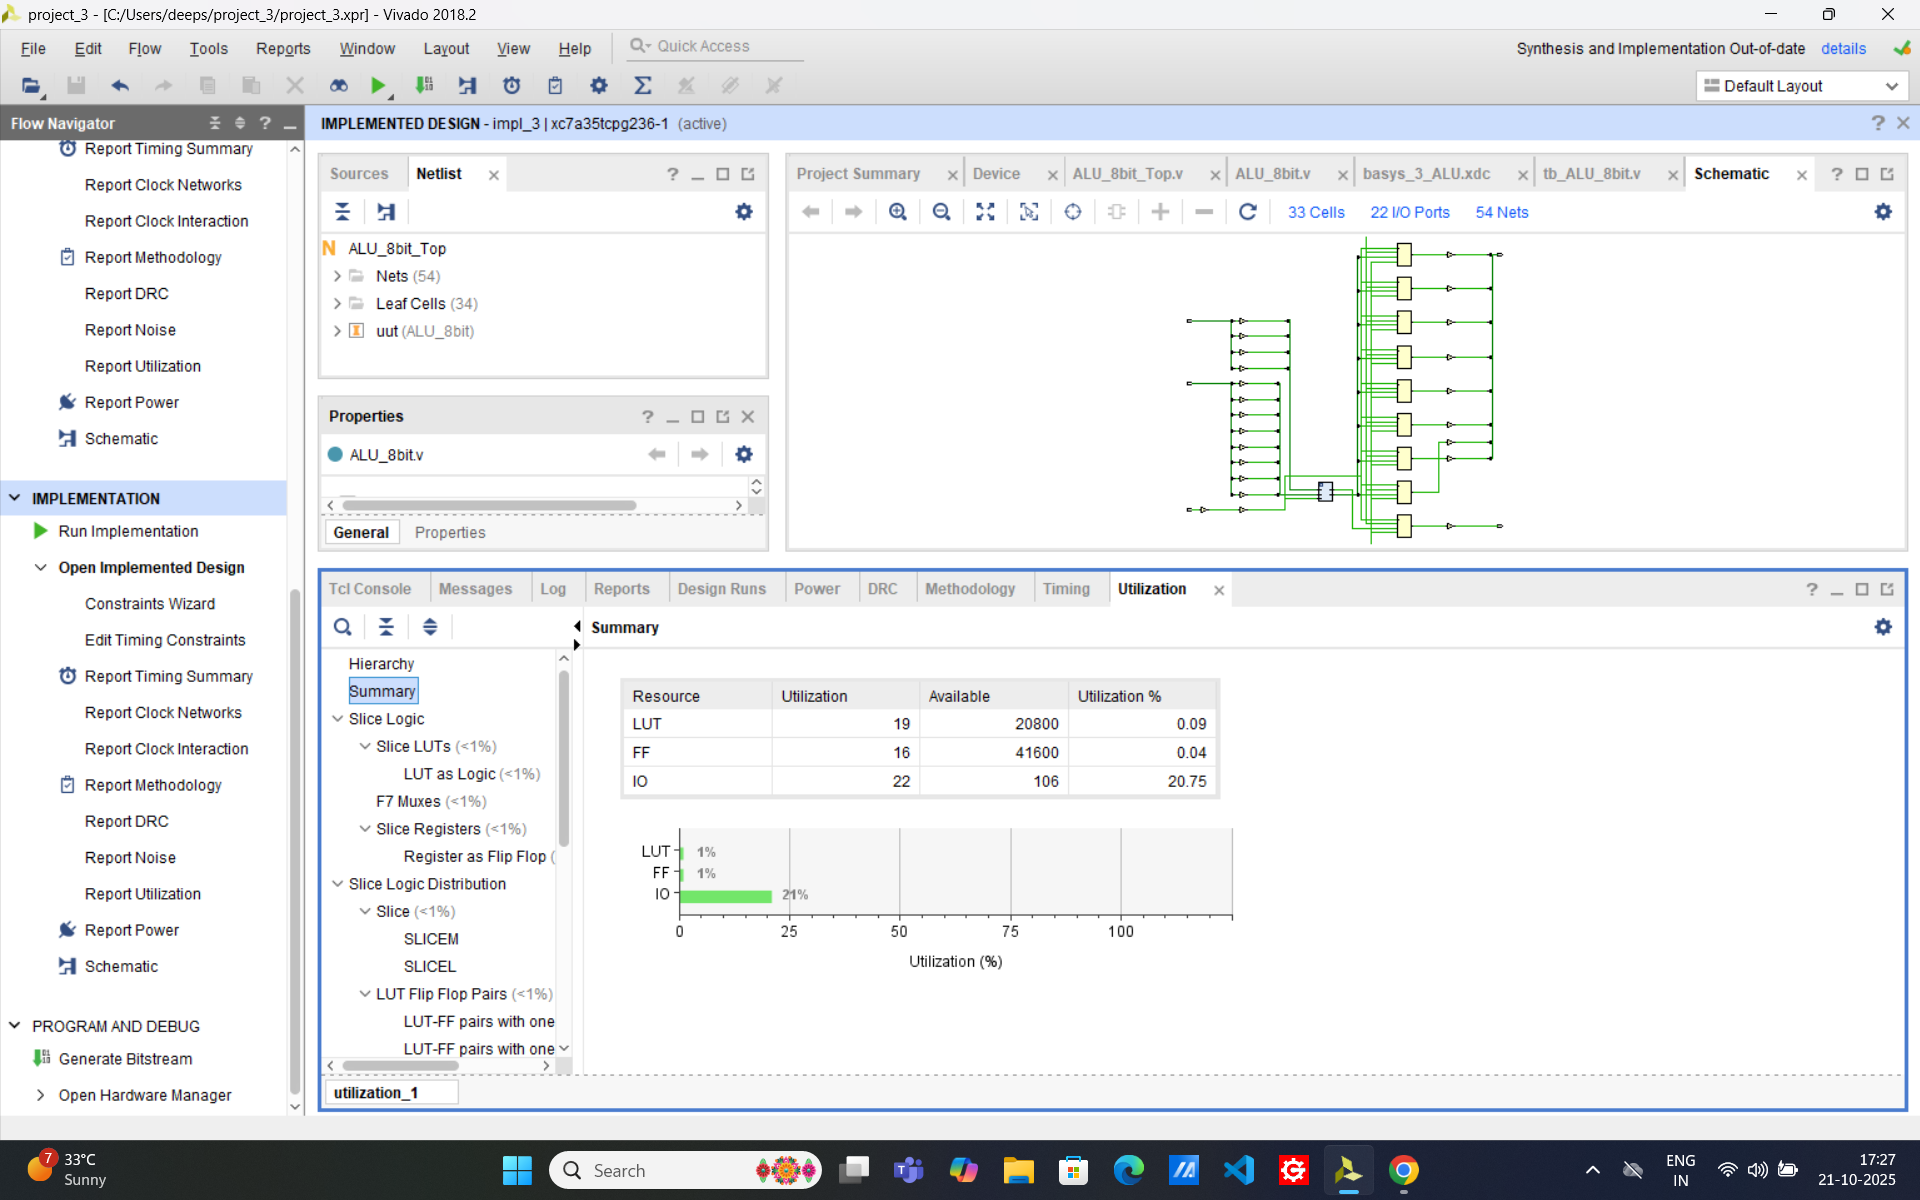 project_3 - [C:/Users/deeps/project_3/project_3.xpr] - Vivado 2018.2
File Edit Flow Tools Reports Window Layout View Help
Quick Access
Synthesis and Implementation Out-of-date details
Default Layout
Flow Navigator
Report Timing Summary
Report Clock Networks
Report Clock Interaction
Report Methodology
Report DRC
Report Noise
Report Utilization
Report Power
Schematic
IMPLEMENTATION
Run Implementation
Open Implemented Design
Constraints Wizard
Edit Timing Constraints
Report Timing Summary
Report Clock Networks
Report Clock Interaction
Report Methodology
Report DRC
Report Noise
Report Utilization
Report Power
Schematic
PROGRAM AND DEBUG
Generate Bitstream
Open Hardware Manager
IMPLEMENTED DESIGN - impl_3 | xc7a35tcpg236-1 (active)
Sources Netlist
N ALU_8bit_Top
Nets (54)
Leaf Cells (34)
uut (ALU_8bit)
Properties
ALU_8bit.v
General Properties
Project Summary Device ALU_8bit_Top.v ALU_8bit.v basys_3_ALU.xdc tb_ALU_8bit.v Schematic
33 Cells 22 I/O Ports 54 Nets
Tcl Console Messages Log Reports Design Runs Power DRC Methodology Timing Utilization
Summary
Hierarchy
Summary
Slice Logic
Slice LUTs (<1%)
LUT as Logic (<1%)
F7 Muxes (<1%)
Slice Registers (<1%)
Register as Flip Flop (
Slice Logic Distribution
Slice (<1%)
SLICEM
SLICEL
LUT Flip Flop Pairs (<1%)
LUT-FF pairs with one
LUT-FF pairs with one
Resource Utilization Available Utilization %
LUT 19 20800 0.09
FF 16 41600 0.04
IO 22 106 20.75
LUT 1%
FF 1%
IO 21%
0 25 50 75 100
Utilization (%)
utilization_1
7
33°C
Sunny
Search
ENG
IN
17:27
21-10-2025